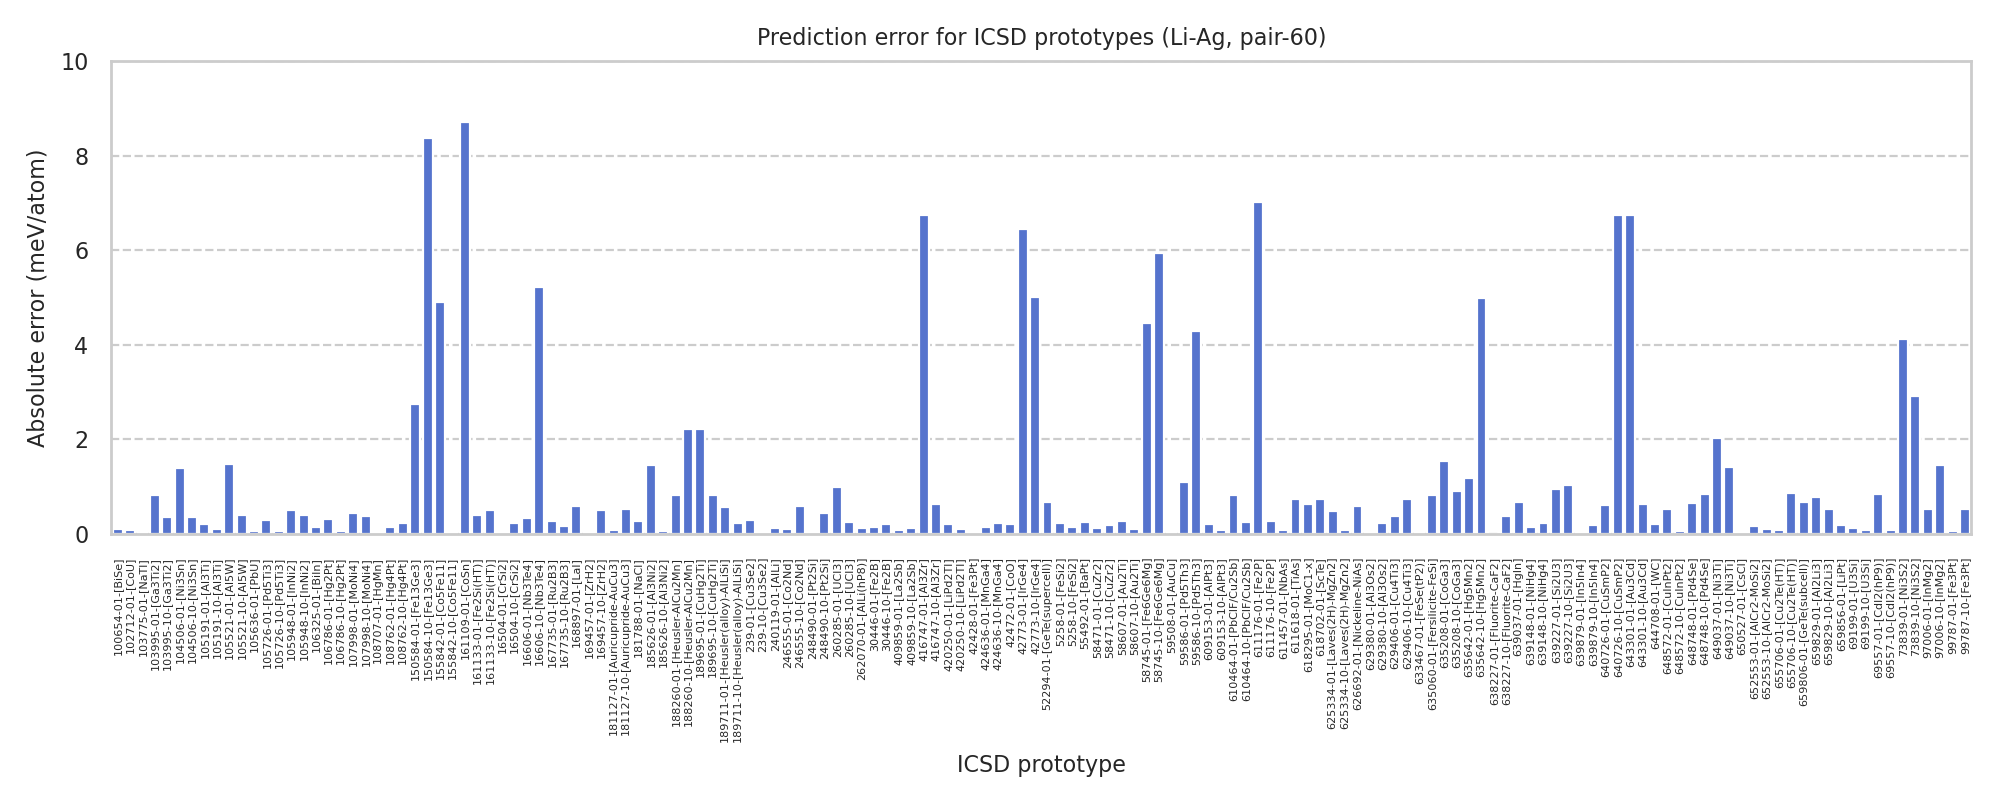 Prediction error for ICSD prototypes (Li-Ag, pair-60)
Absolute error (meV/atom)
10
8
6
4
2
0
100654-01-[BiSe]
102712-01-[CoU]
103775-01-[NaTl]
103995-01-[Ga3Ti2]
103995-10-[Ga3Ti2]
104506-01-[Ni3Sn]
104506-10-[Ni3Sn]
105191-01-[Al3Ti]
105191-10-[Al3Ti]
105521-01-[Al5W]
105521-10-[Al5W]
105636-01-[PbU]
105726-01-[Pd5Ti3]
105726-10-[Pd5Ti3]
105948-01-[InNi2]
105948-10-[InNi2]
106325-01-[BiIn]
106786-01-[Hg2Pt]
106786-10-[Hg2Pt]
107998-01-[MoNi4]
107998-10-[MoNi4]
108707-01-[HgMn]
108762-01-[Hg4Pt]
108762-10-[Hg4Pt]
150584-01-[Fe13Ge3]
150584-10-[Fe13Ge3]
155842-01-[Co5Fe11]
155842-10-[Co5Fe11]
161109-01-[CoSn]
161133-01-[Fe2Si(HT)]
161133-10-[Fe2Si(HT)]
16504-01-[CrSi2]
16504-10-[CrSi2]
16606-01-[Nb3Te4]
16606-10-[Nb3Te4]
167735-01-[Ru2B3]
167735-10-[Ru2B3]
168897-01-[LaI]
169457-01-[ZrH2]
169457-10-[ZrH2]
181127-01-[Auricupride-AuCu3]
181127-10-[Auricupride-AuCu3]
181788-01-[NaCl]
185626-01-[Al3Ni2]
185626-10-[Al3Ni2]
188260-01-[Heusler-AlCu2Mn]
188260-10-[Heusler-AlCu2Mn]
189695-01-[CuHg2Ti]
189695-10-[CuHg2Ti]
189711-01-[Heusler(alloy)-AlLiSi]
189711-10-[Heusler(alloy)-AlLiSi]
239-01-[Cu3Se2]
239-10-[Cu3Se2]
240119-01-[AlLi]
246555-01-[Co2Nd]
246555-10-[Co2Nd]
248490-01-[Pt2Si]
248490-10-[Pt2Si]
260285-01-[UCl3]
260285-10-[UCl3]
262070-01-[AlLi(hP8)]
30446-01-[Fe2B]
30446-10-[Fe2B]
409859-01-[La2Sb]
409859-10-[La2Sb]
416747-01-[Al3Zr]
416747-10-[Al3Zr]
420250-01-[LiPd2Tl]
420250-10-[LiPd2Tl]
42428-01-[Fe3Pt]
424636-01-[MnGa4]
424636-10-[MnGa4]
42472-01-[CoO]
42773-01-[IrGe4]
42773-10-[IrGe4]
52294-01-[GeTe(supercell)]
5258-01-[FeSi2]
5258-10-[FeSi2]
55492-01-[BaPt]
58471-01-[CuZr2]
58471-10-[CuZr2]
58607-01-[Au2Ti]
58607-10-[Au2Ti]
58745-01-[Fe6Ge6Mg]
58745-10-[Fe6Ge6Mg]
59508-01-[AuCu]
59586-01-[Pd5Th3]
59586-10-[Pd5Th3]
609153-01-[AlPt3]
609153-10-[AlPt3]
610464-01-[PbClF/Cu2Sb]
610464-10-[PbClF/Cu2Sb]
611176-01-[Fe2P]
611176-10-[Fe2P]
611457-01-[NbAs]
611618-01-[TiAs]
618295-01-[MoC1-x]
618702-01-[ScTe]
625334-01-[Laves(2H)-MgZn2]
625334-10-[Laves(2H)-MgZn2]
626692-01-[Nickeline-NiAs]
629380-01-[Al3Os2]
629380-10-[Al3Os2]
629406-01-[Cu4Ti3]
629406-10-[Cu4Ti3]
633467-01-[FeSe(tP2)]
635060-01-[Fersilicite-FeSi]
635208-01-[CoGa3]
635208-10-[CoGa3]
635642-01-[Hg5Mn2]
635642-10-[Hg5Mn2]
638227-01-[Fluorite-CaF2]
638227-10-[Fluorite-CaF2]
639037-01-[HgIn]
639148-01-[NiHg4]
639148-10-[NiHg4]
639227-01-[Si2U3]
639227-10-[Si2U3]
639879-01-[In5In4]
639879-10-[In5In4]
640726-01-[CuSmP2]
640726-10-[CuSmP2]
643301-01-[Au3Cd]
643301-10-[Au3Cd]
644708-01-[WC]
648572-01-[CuInPt2]
648572-10-[CuInPt2]
648748-01-[Pd4Se]
648748-10-[Pd4Se]
649037-01-[Ni3Ti]
649037-10-[Ni3Ti]
650527-01-[CsCl]
652553-01-[AlCr2-MoSi2]
652553-10-[AlCr2-MoSi2]
655706-01-[Cu2Te(HT)]
655706-10-[Cu2Te(HT)]
659806-01-[GeTe(subcell)]
659829-01-[Al2Li3]
659829-10-[Al2Li3]
659856-01-[LiPt]
69199-01-[U3Si]
69199-10-[U3Si]
69557-01-[CdI2(hP9)]
69557-10-[CdI2(hP9)]
73839-01-[Ni3S2]
73839-10-[Ni3S2]
97006-01-[InMg2]
97006-10-[InMg2]
99787-01-[Fe3Pt]
99787-10-[Fe3Pt]
ICSD prototype